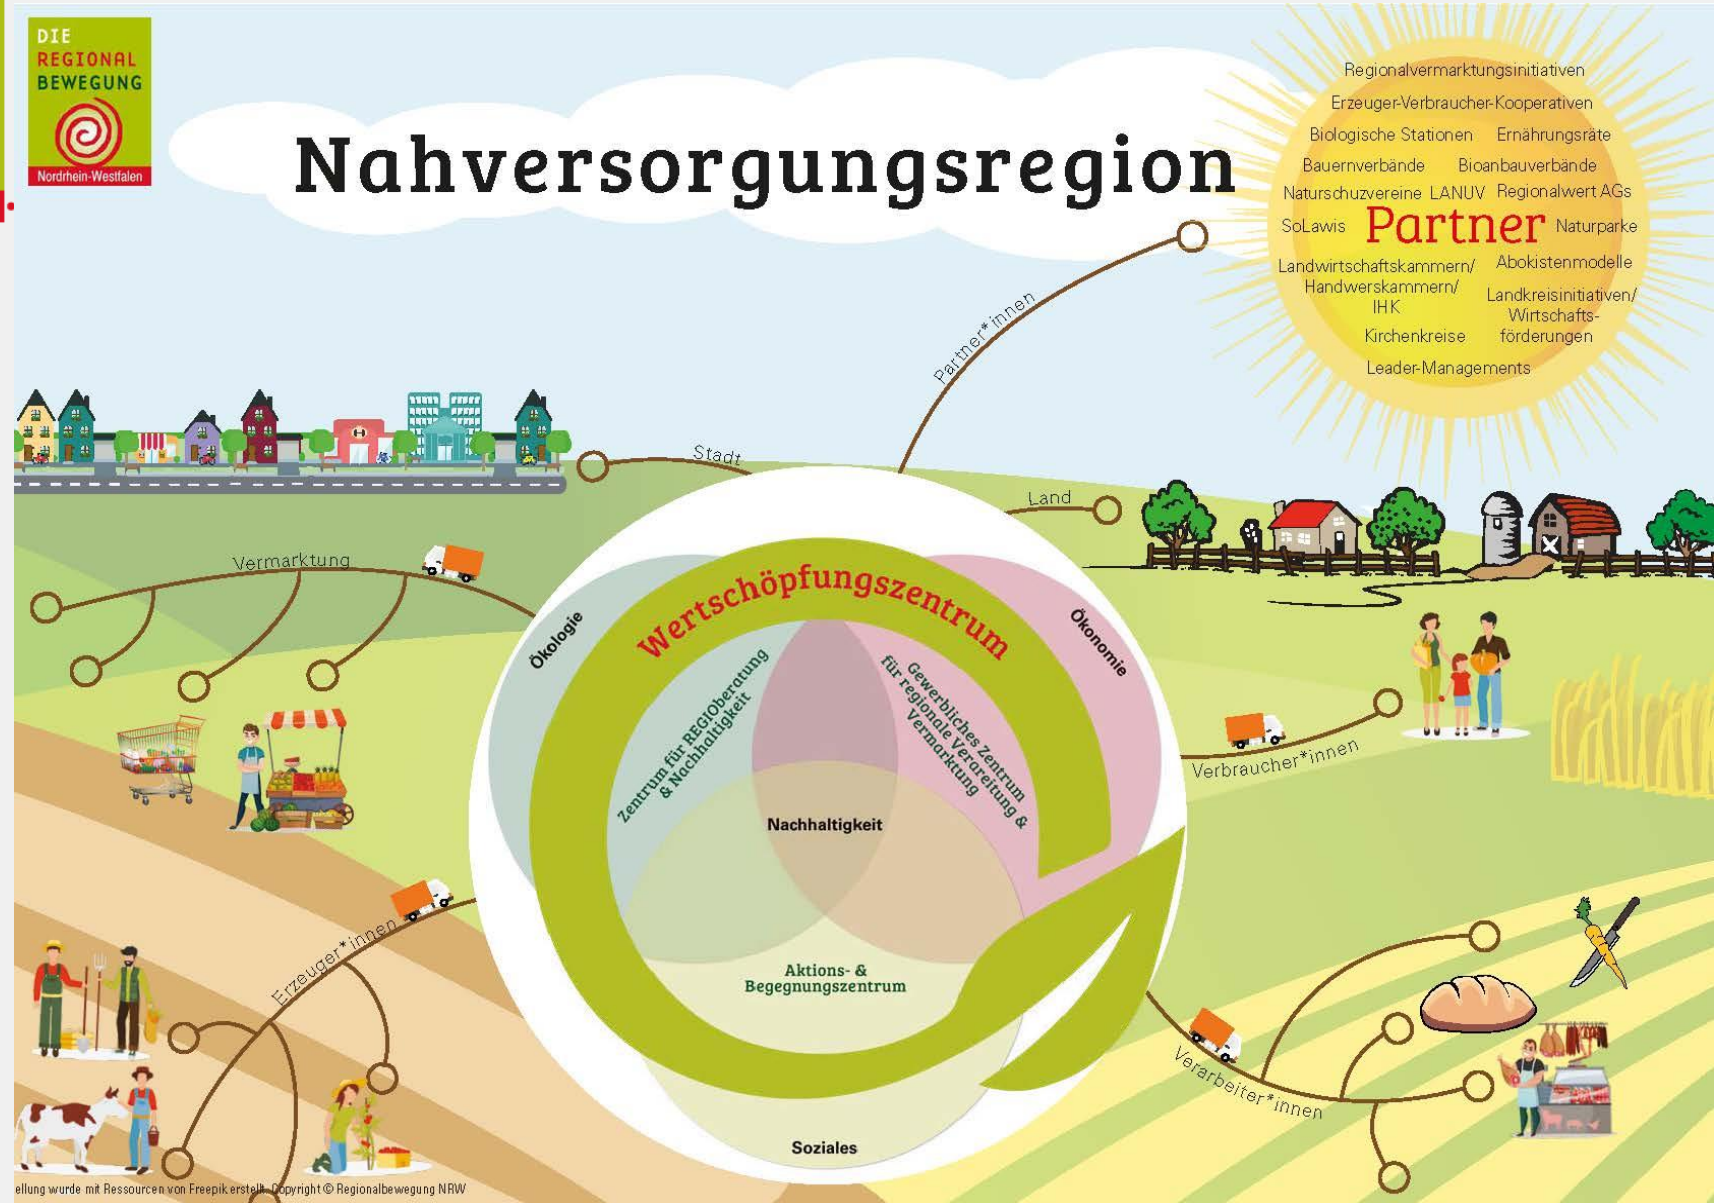 DIE
REGIONAL
BEWEGUNG
Nordrhein-Westfalen
Nahversorgungsregion
Regionalvermarktungsinitiativen
Erzeuger-Verbraucher-Kooperativen
Biologische Stationen Ernährungsräte
Bauernverbände Bioanbauverbände
Naturschuzvereine LANUV Regionalwert AGs
SoLawis Partner Naturparke
Landwirtschaftskammern/
Handwerskammern/
IHK
Abokistenmodelle
Landkreisinitiativen/
Wirtschafts-
förderungen
Kirchenkreise
Leader-Managements
Partner*innen
Stadt
Land
Vermarktung
Ökologie
Wertschöpfungszentrum
Ökonomie
Zentrum für REGIOberatung
& Nachhaltigkeit
Gewerbliches Zentrum
für regionale Verareitung &
Vermarktung
Verbraucher*innen
Nachhaltigkeit
Erzeuger*innen
Aktions- &
Begegnungszentrum
Verarbeiter*innen
Soziales
ellung wurde mit Ressourcen von Freepik erstellt. Copyright © Regionalbewegung NRW